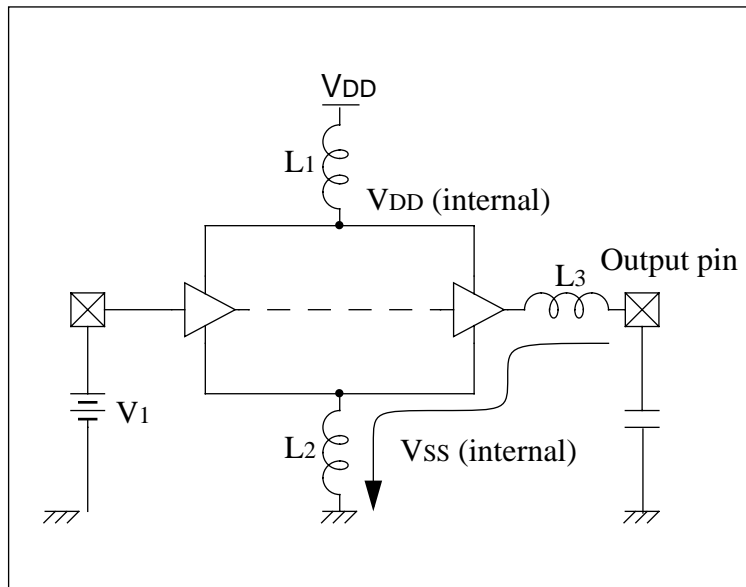 VDD
L1
VDD (internal)
Output pin
L3
V1
L2
VSS (internal)